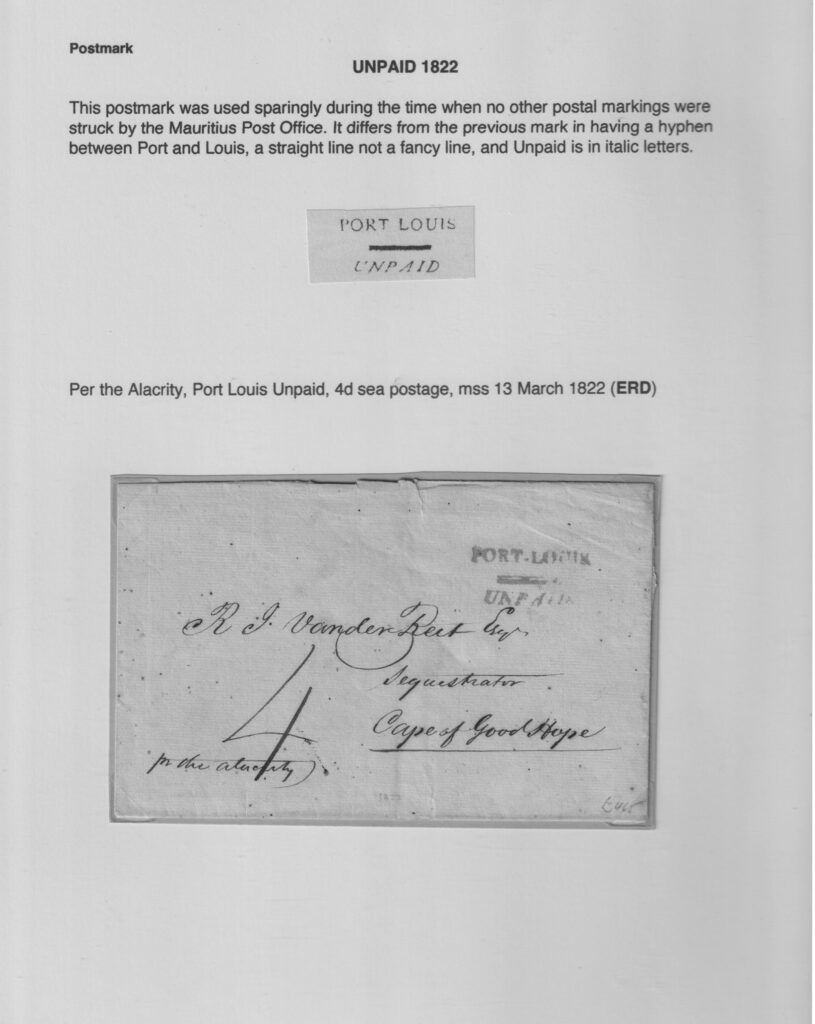 Postmark
UNPAID 1822
This postmark was used sparingly during the time when no other postal markings were
struck by the Mauritius Post Office. It differs from the previous mark in having a hyphen
between Port and Louis, a straight line not a fancy line, and Unpaid is in italic letters.
PORT LOUIS
UNPAID
Per the Alacrity, Port Louis Unpaid, 4d sea postage, mss 13 March 1822 (ERD)
PORT-LOUIS
UNPAID
R J. Vander Reit Esqr
Sequestrator
4
Cape of Good Hope
pr the alacrity